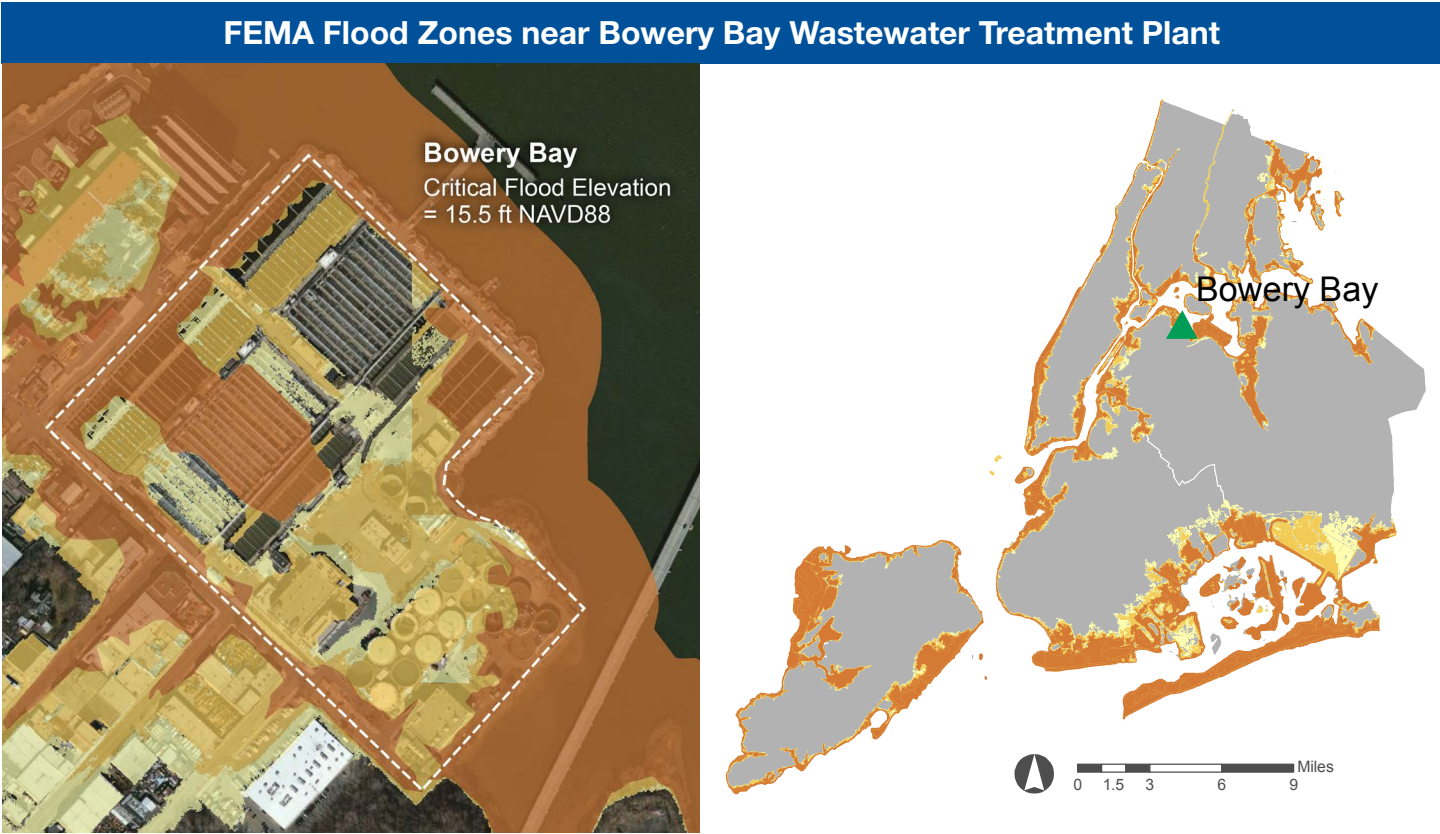 FEMA Flood Zones near Bowery Bay Wastewater Treatment Plant
Bowery Bay
Critical Flood Elevation
= 15.5 ft NAVD88
Bowery Bay
Miles
0 1.5 3 6 9